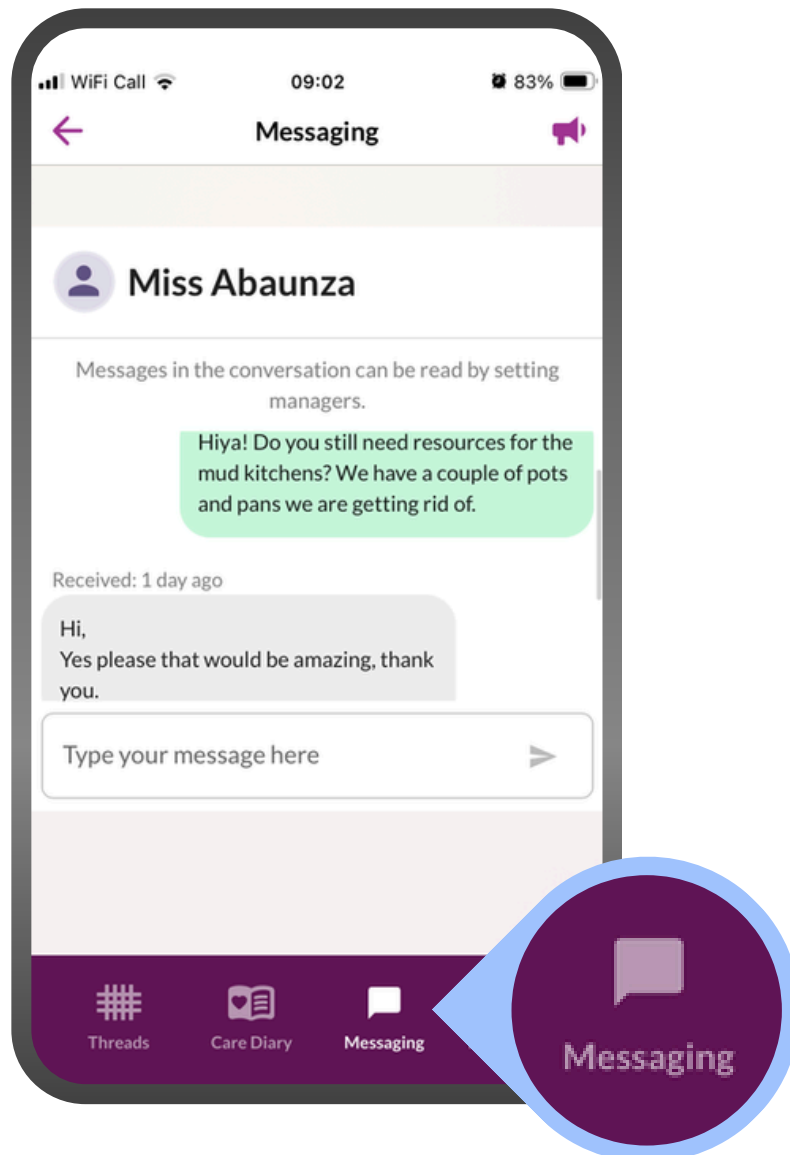 WiFi Call 09:02 83%
Messaging
Miss Abaunza
Messages in the conversation can be read by setting
managers.
Hiya! Do you still need resources for the
mud kitchens? We have a couple of pots
and pans we are getting rid of.
Received: 1 day ago
Hi,
Yes please that would be amazing, thank
you.
Type your message here
Threads Care Diary Messaging
Messaging